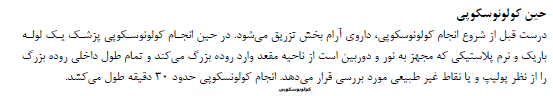 حین کولونوسکوپی
درست قبل از شروع انجام کولونوسکوپی، داروی آرام بخش تزریق می‌شود. در حین انجام کولونوسکوپی پزشک یک لوله
باریک و نرم پلاستیکی که مجهز به نور و دوربین است از ناحیه مقعد وارد روده بزرگ می‌کند و تمام طول داخلی روده بزرگ
را از نظر پولیپ و یا نقاط غیر طبیعی مورد بررسی قرار می‌دهد. انجام کولونسکوپی حدود ۳۰ دقیقه طول می‌کشد.
کولونوسکوپی